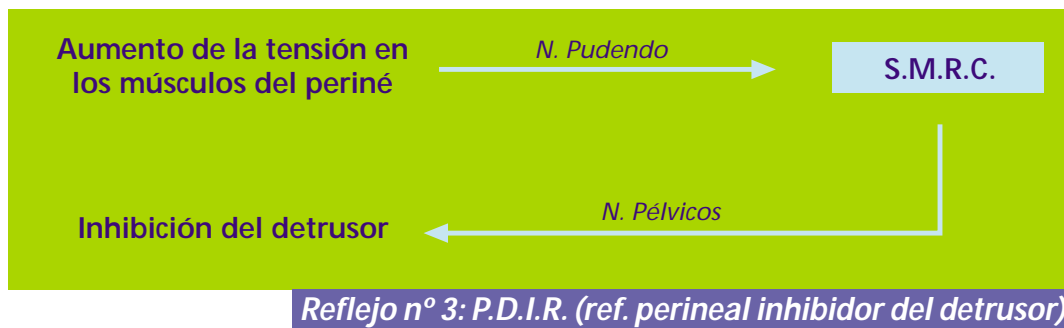 Aumento de la tensión en
los músculos del periné
N. Pudendo
S.M.R.C.
Inhibición del detrusor
N. Pélvicos
Reflejo nº 3: P.D.I.R. (ref. perineal inhibidor del detrusor)